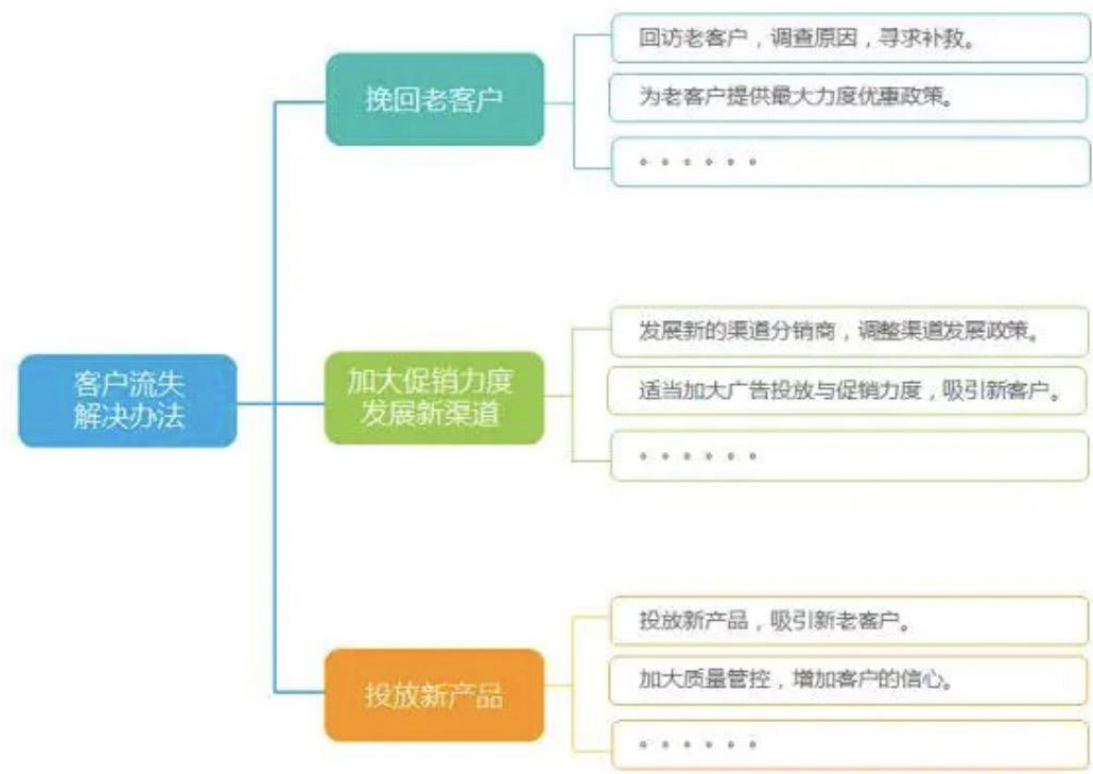 客户流失
解决办法
挽回老客户
回访老客户，调查原因，寻求补救。
为老客户提供最大力度优惠政策。
。。。。。。
加大促销力度
发展新渠道
发展新的渠道分销商，调整渠道发展政策。
适当加大广告投放与促销力度，吸引新客户。
。。。。。。
投放新产品
投放新产品，吸引新老客户。
加大质量管控，增加客户的信心。
。。。。。。